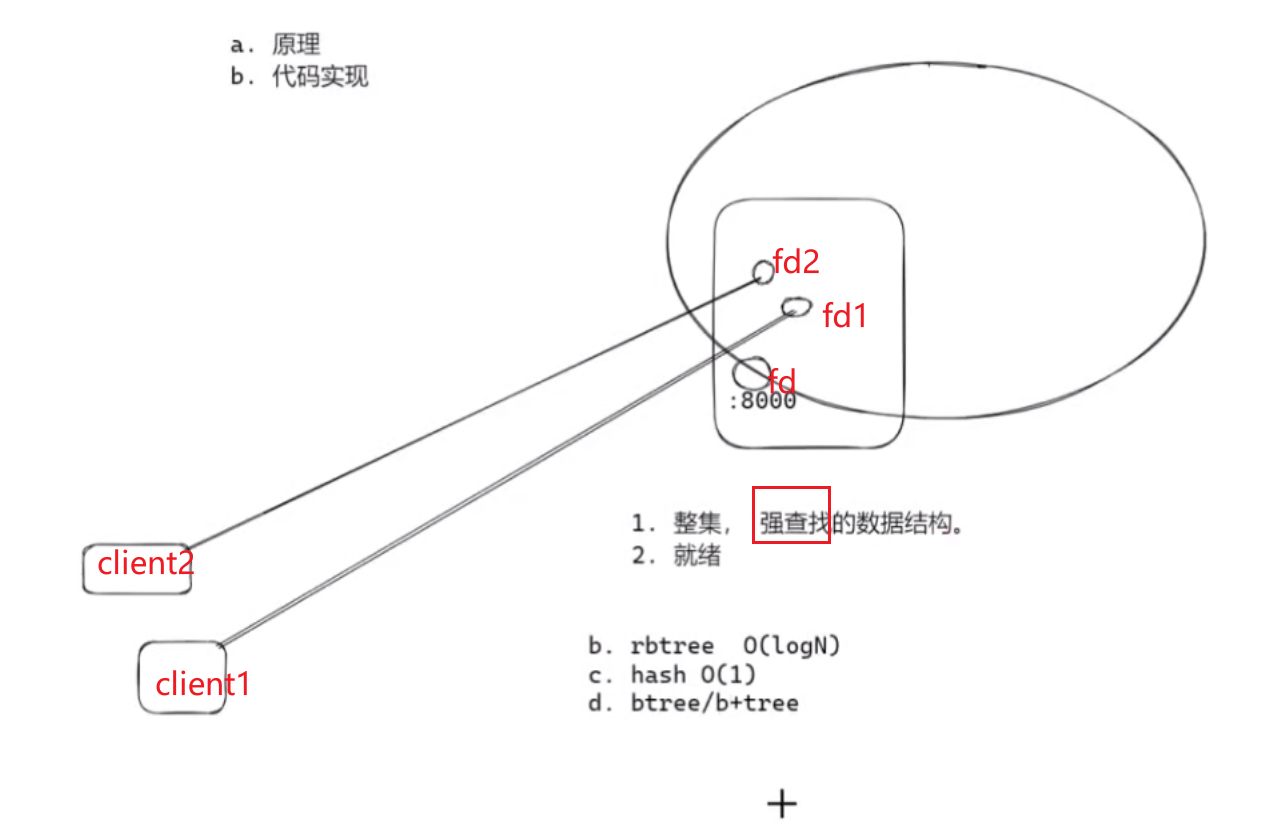 a. 原理
b. 代码实现
fd2
fd1
fd
:8000
1. 整集， 强查找的数据结构。
2. 就绪
client2
b. rbtree O(logN)
client1
c. hash O(1)
d. btree/b+tree